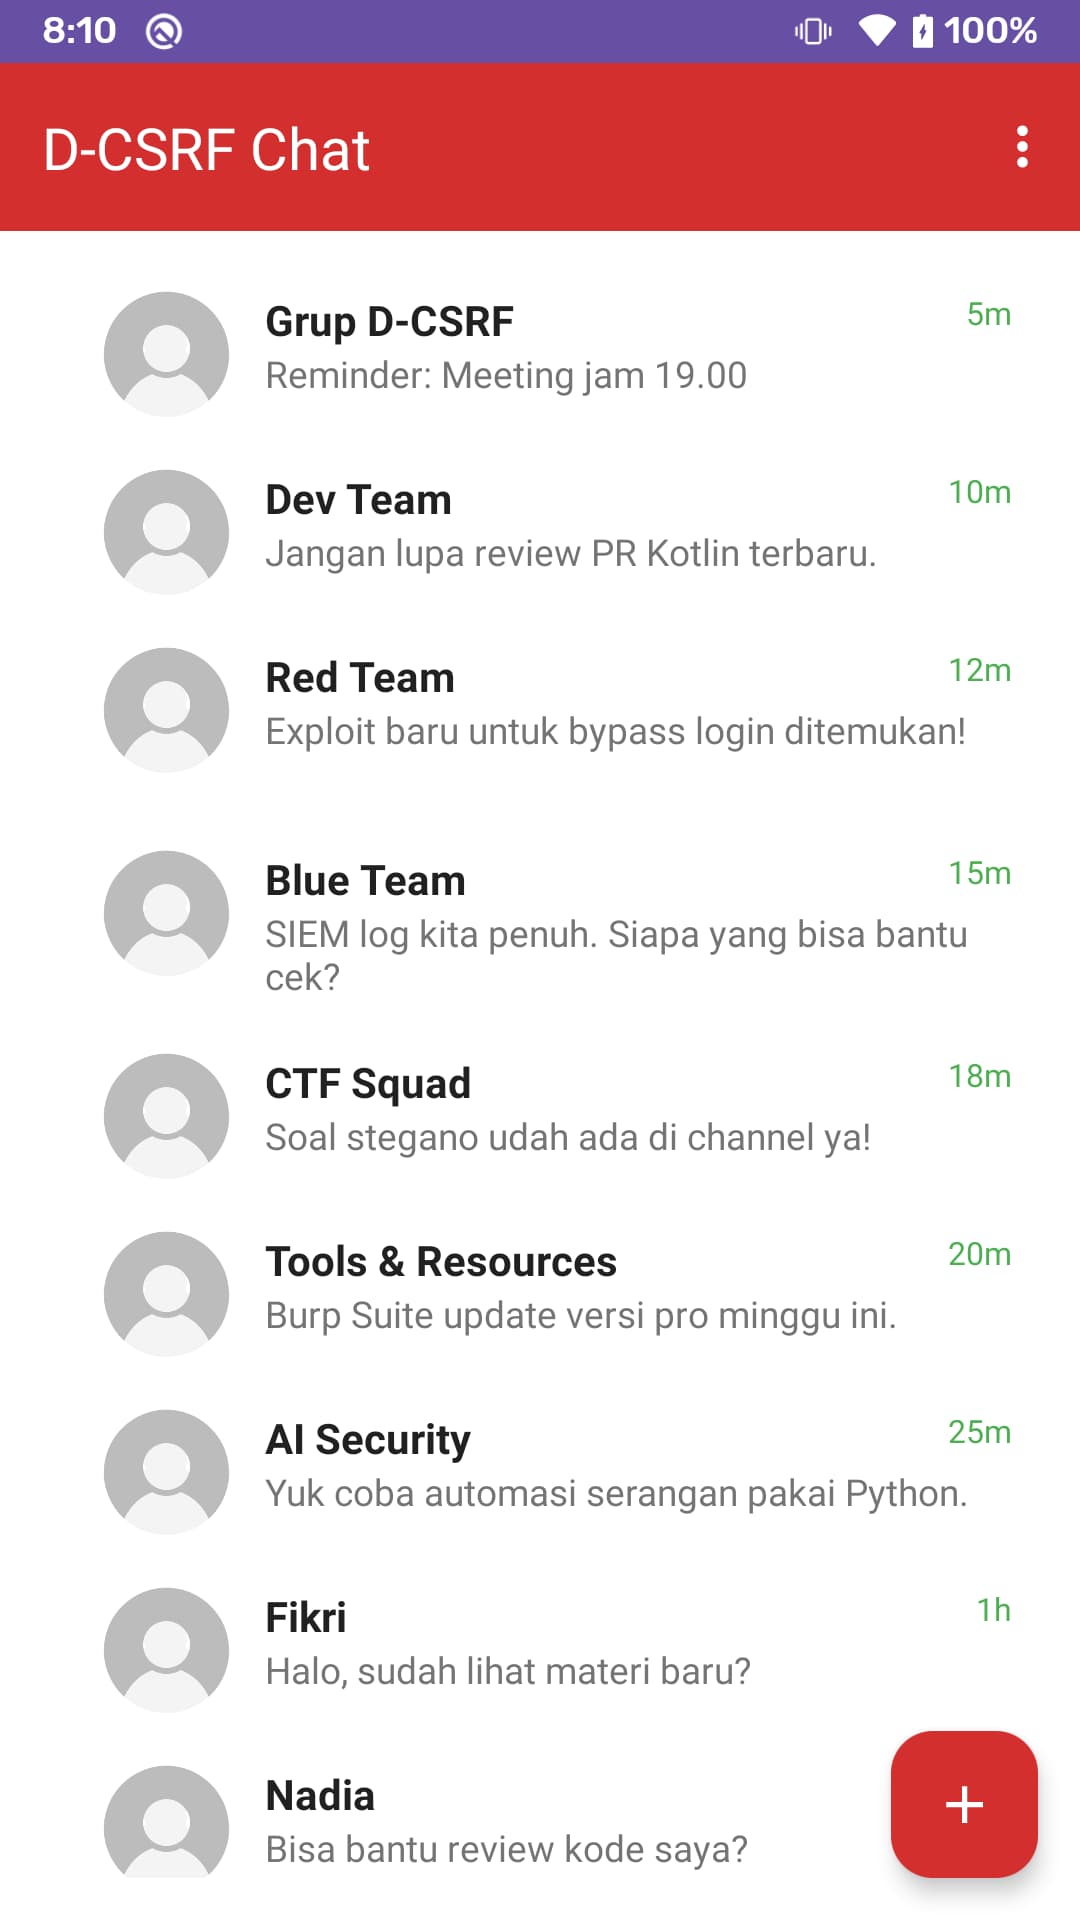 8:10
100%
D-CSRF Chat
Grup D-CSRF
5m
Reminder: Meeting jam 19.00
Dev Team
10m
Jangan lupa review PR Kotlin terbaru.
Red Team
12m
Exploit baru untuk bypass login ditemukan!
Blue Team
15m
SIEM log kita penuh. Siapa yang bisa bantu
cek?
CTF Squad
18m
Soal stegano udah ada di channel ya!
Tools & Resources
20m
Burp Suite update versi pro minggu ini.
AI Security
25m
Yuk coba automasi serangan pakai Python.
Fikri
1h
Halo, sudah lihat materi baru?
Nadia
Bisa bantu review kode saya?